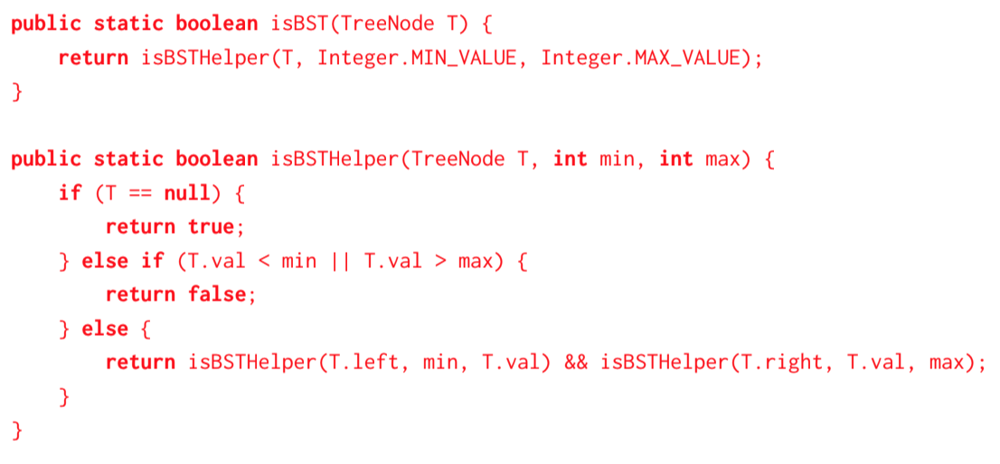 public static boolean isBST(TreeNode T) {
    return isBSTHelper(T, Integer.MIN_VALUE, Integer.MAX_VALUE);
}

public static boolean isBSTHelper(TreeNode T, int min, int max) {
    if (T == null) {
        return true;
    } else if (T.val < min || T.val > max) {
        return false;
    } else {
        return isBSTHelper(T.left, min, T.val) && isBSTHelper(T.right, T.val, max);
    }
}